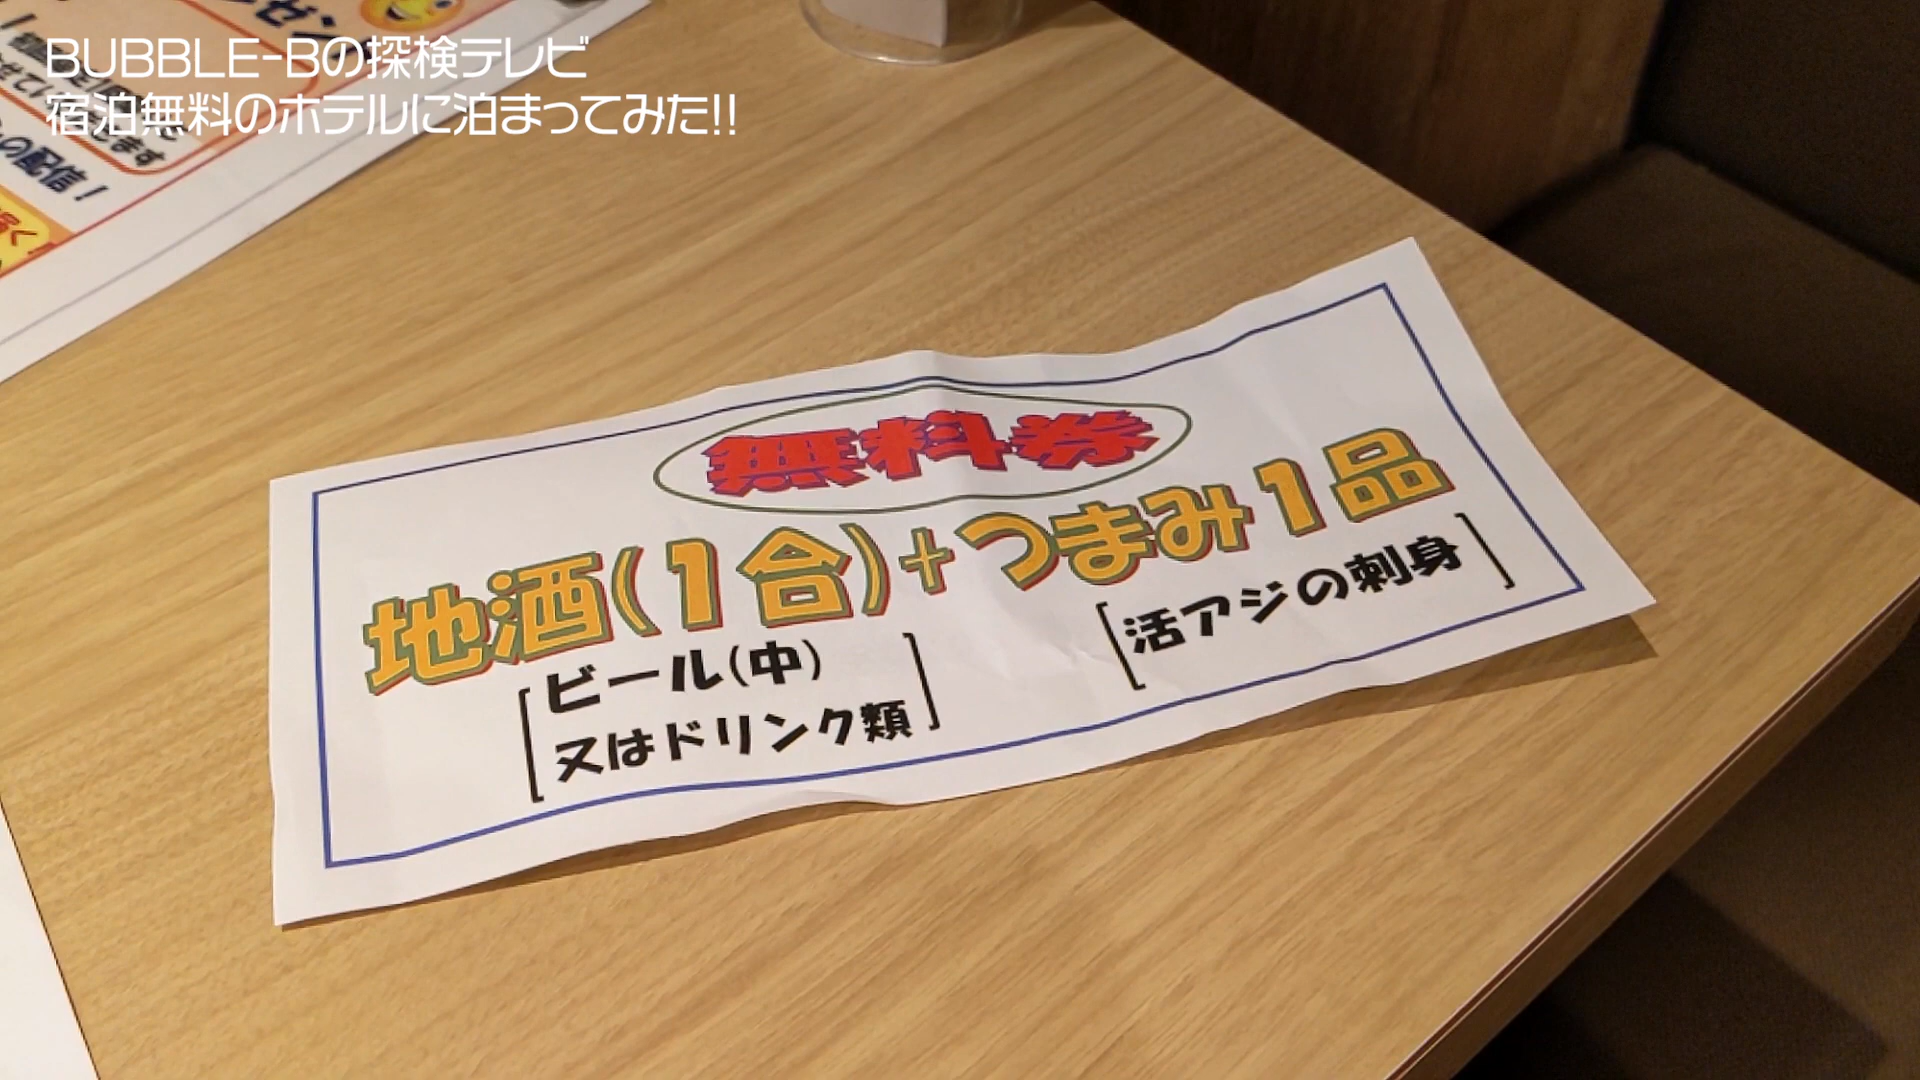 BUBBLE-Bの探検テレビ
宿泊無料のホテルに泊まってみた!!
無料券
地酒(1合)+つまみ1品
[ビール(中)
又はドリンク類]
[活アジの刺身]